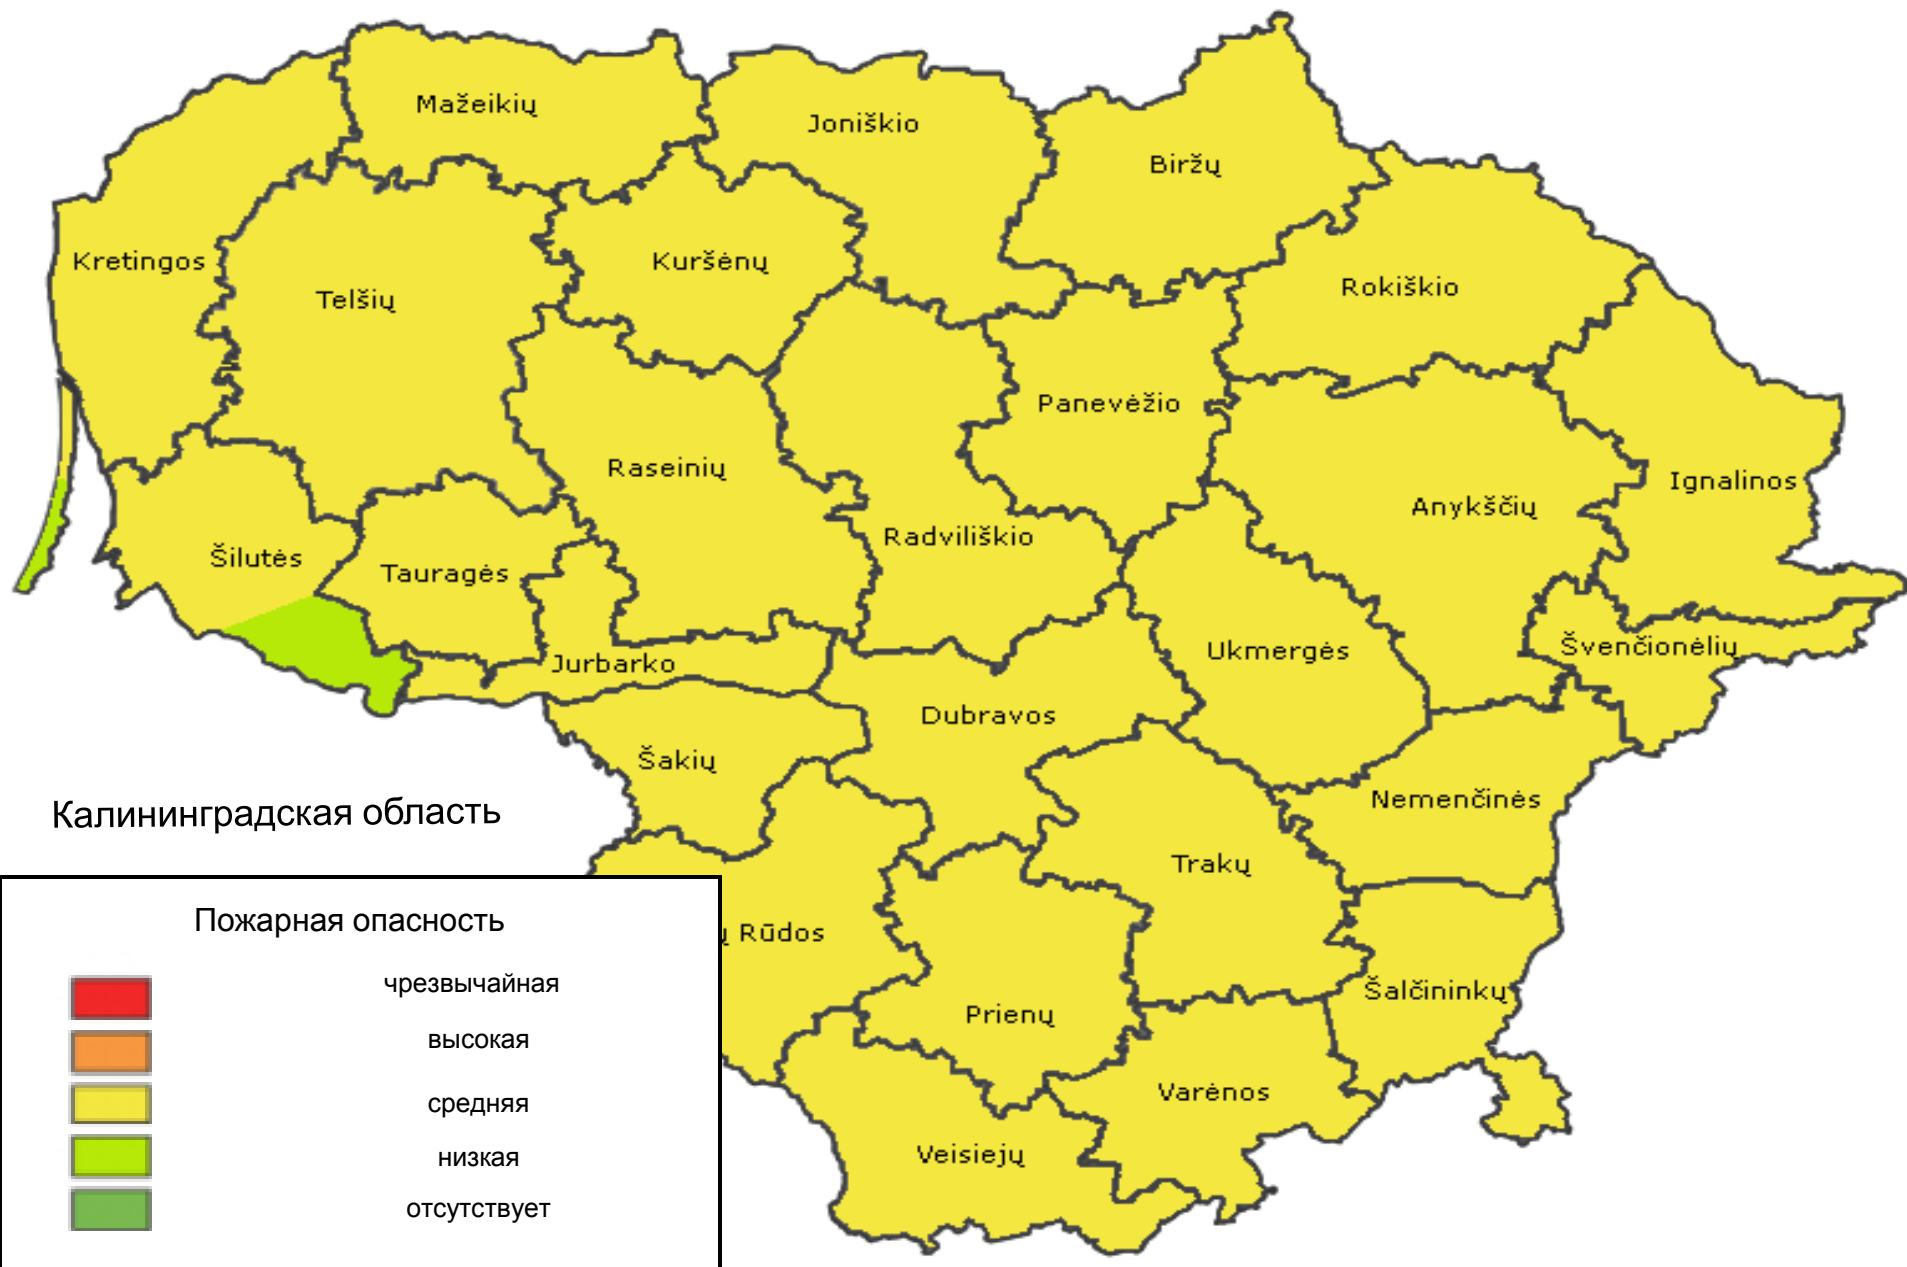 Mažeikių
Joniškio
Biržų
Kretingos
Telšių
Kuršėnų
Rokiškio
Panevėžio
Raseinių
Ignalinos
Anykščių
Radviliškio
Šilutės
Tauragės
Jurbarko
Ukmergės
Švenčionėlių
Dubravos
Šakių
Nemenčinės
Калининградская область
Trakų
ų Rūdos
Šalčininkų
Prienų
Varėnos
Veisiejų
Пожарная опасность
чрезвычайная
высокая
средняя
низкая
отсутствует